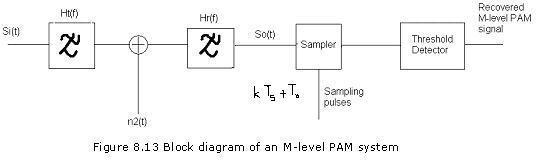 Recovered
M-level PAM
signal
Ht(f)
Hr(f)
Si(t)
So(t)
Sampler
Threshold
Detector
n2(t)
k Ts + To
Sampling
pulses
Figure 8.13 Block diagram of an M-level PAM system